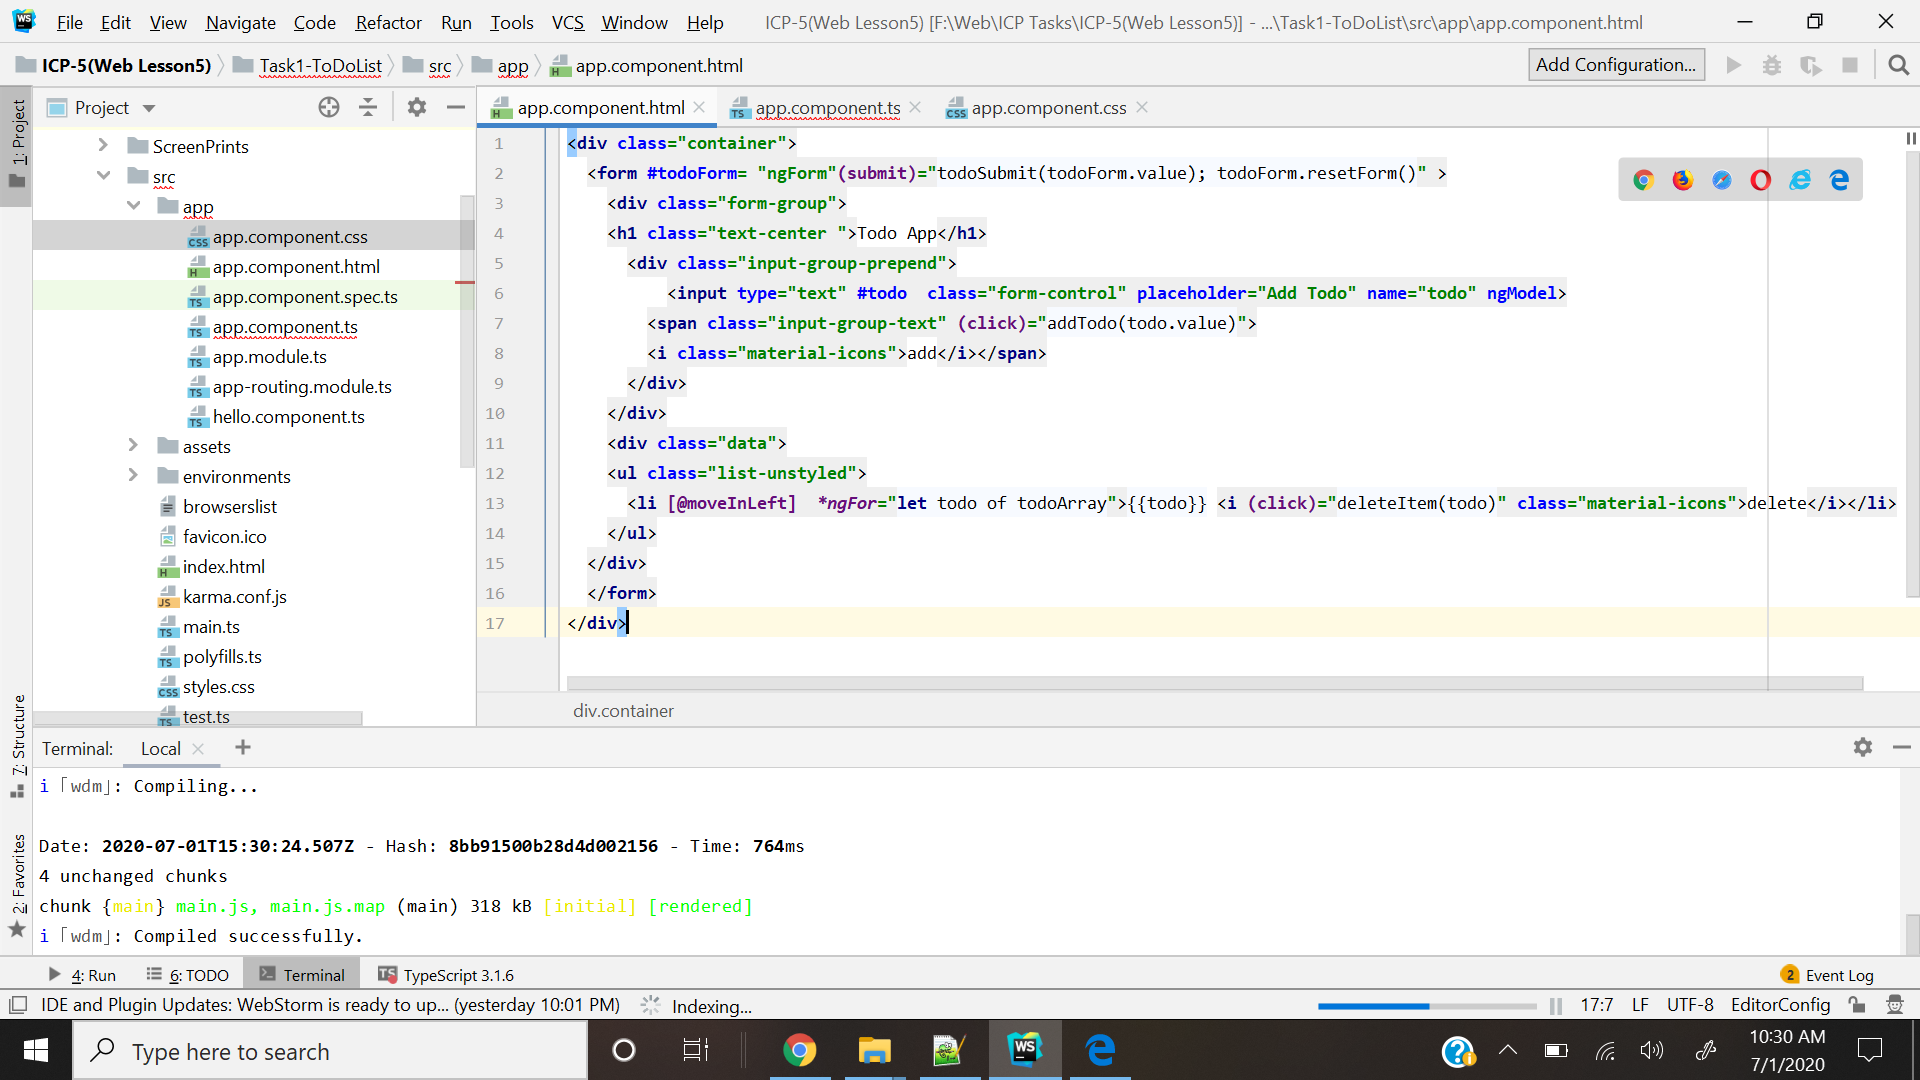 File Edit View Navigate Code Refactor Run Tools VCS Window Help ICP-5(Web Lesson5) [F:\Web\ICP Tasks\ICP-5(Web Lesson5)] - ...\Task1-ToDoList\src\app\app.component.html
ICP-5(Web Lesson5) Task1-ToDoList src app app.component.html Add Configuration...
1: Project
Project
app.component.html app.component.ts app.component.css
ScreenPrints
src
app
app.component.css
app.component.html
app.component.spec.ts
app.component.ts
app.module.ts
app-routing.module.ts
hello.component.ts
assets
environments
browserslist
favicon.ico
index.html
karma.conf.js
main.ts
polyfills.ts
styles.css
test.ts
1 <div class="container">
2 <form #todoForm= "ngForm"(submit)="todoSubmit(todoForm.value); todoForm.resetForm()" >
3 <div class="form-group">
4 <h1 class="text-center ">Todo App</h1>
5 <div class="input-group-prepend">
6 <input type="text" #todo  class="form-control" placeholder="Add Todo" name="todo" ngModel>
7 <span class="input-group-text" (click)="addTodo(todo.value)">
8 <i class="material-icons">add</i></span>
9 </div>
10 </div>
11 <div class="data">
12 <ul class="list-unstyled">
13 <li [@moveInLeft]  *ngFor="let todo of todoArray">{{todo}} <i (click)="deleteItem(todo)" class="material-icons">delete</i></li>
14 </ul>
15 </div>
16 </form>
17 </div>
div.container
7: Structure
2: Favorites
Terminal: Local
i ｢wdm｣: Compiling...
Date: 2020-07-01T15:30:24.507Z - Hash: 8bb91500b28d4d002156 - Time: 764ms
4 unchanged chunks
chunk {main} main.js, main.js.map (main) 318 kB [initial] [rendered]
i ｢wdm｣: Compiled successfully.
4: Run 6: TODO Terminal TypeScript 3.1.6 2 Event Log
IDE and Plugin Updates: WebStorm is ready to up... (yesterday 10:01 PM) Indexing... 17:7 LF UTF-8 EditorConfig
Type here to search
WS
10:30 AM
7/1/2020